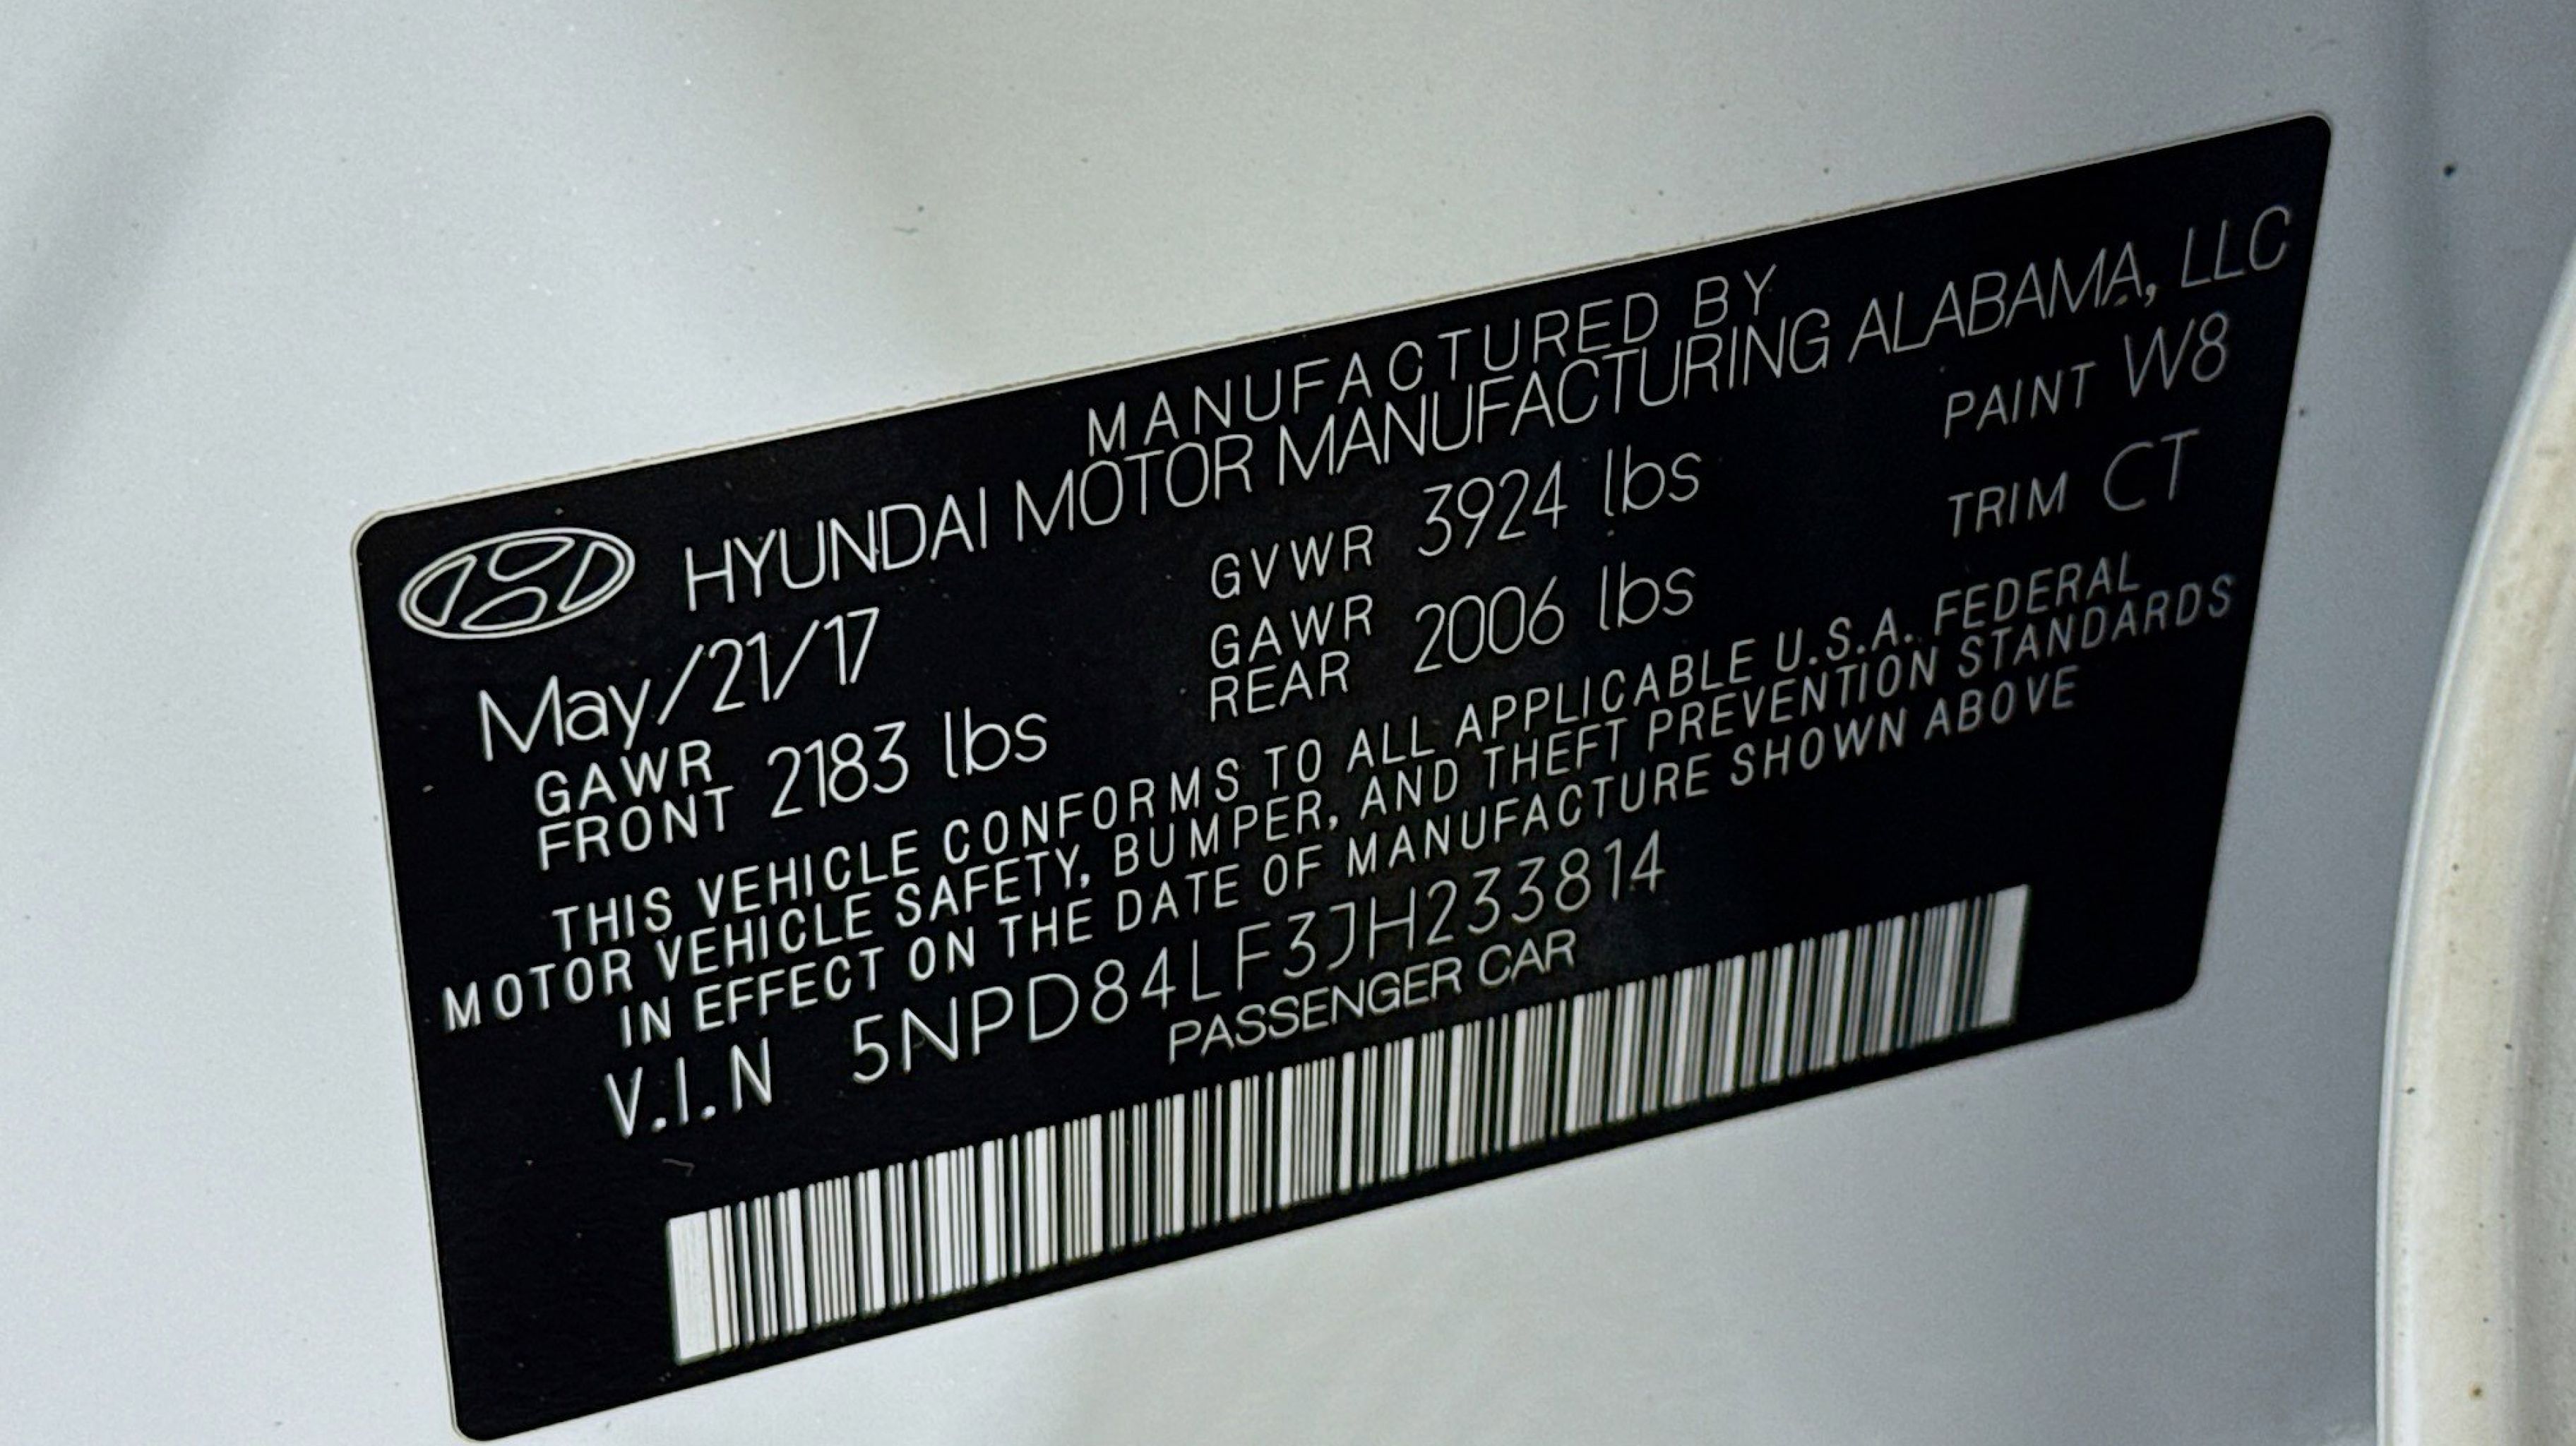 MANUFACTURED BY
HYUNDAI MOTOR MANUFACTURING ALABAMA, LLC
May/21/17 GVWR 3924 lbs PAINT W8
GAWR FRONT 2183 lbs GAWR REAR 2006 lbs TRIM CT
THIS VEHICLE CONFORMS TO ALL APPLICABLE U.S.A. FEDERAL
MOTOR VEHICLE SAFETY, BUMPER, AND THEFT PREVENTION STANDARDS
IN EFFECT ON THE DATE OF MANUFACTURE SHOWN ABOVE
V.I.N 5NPD84LF3JH233814
PASSENGER CAR